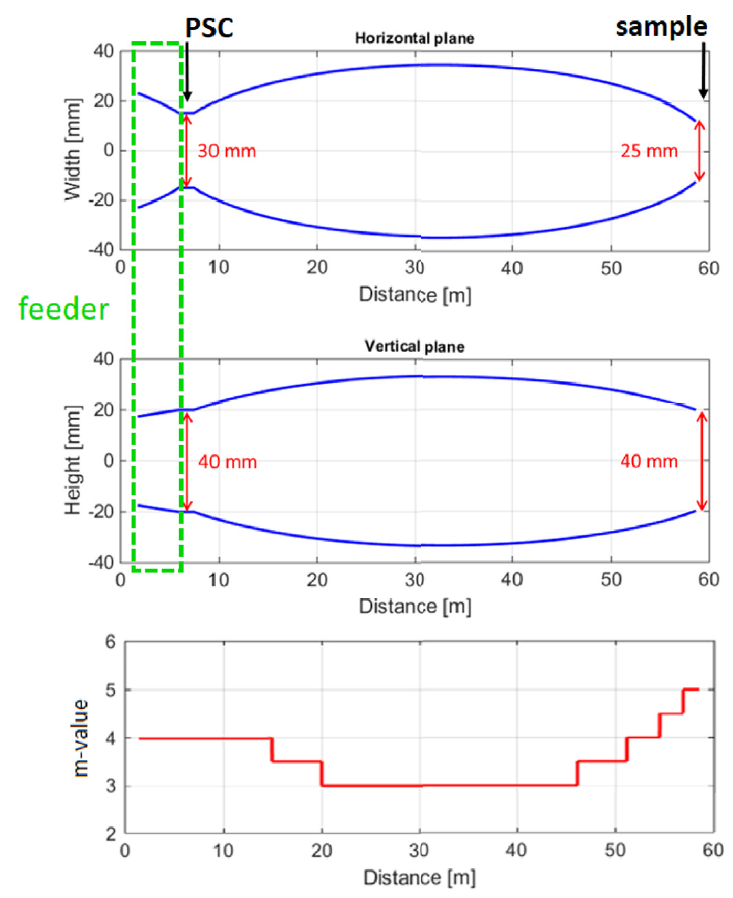 PSC
sample
Horizontal plane
Width [mm]
40
20
0
-20
-40
30 mm
25 mm
0 10 20 30 40 50 60
Distance [m]
feeder
Vertical plane
Height [mm]
40
20
0
-20
-40
40 mm
40 mm
0 10 20 30 40 50 60
Distance [m]
m-value
6
5
4
3
2
0 10 20 30 40 50 60
Distance [m]